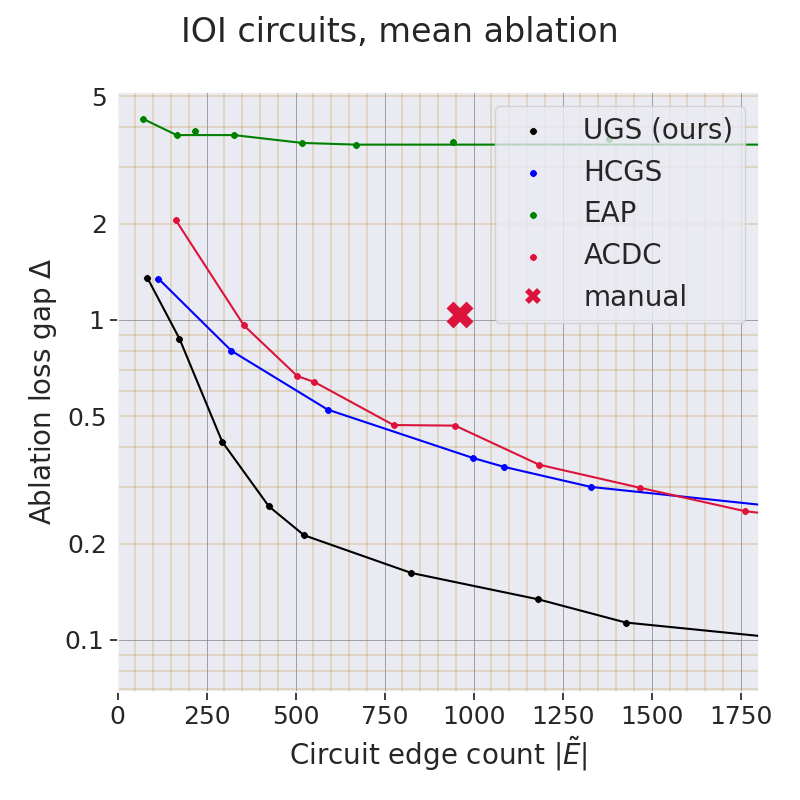 IOI circuits, mean ablation
5
2
1
0.5
0.2
0.1
Ablation loss gap Δ
UGS (ours)
HCGS
EAP
ACDC
manual
0 250 500 750 1000 1250 1500 1750
Circuit edge count |Ẽ|